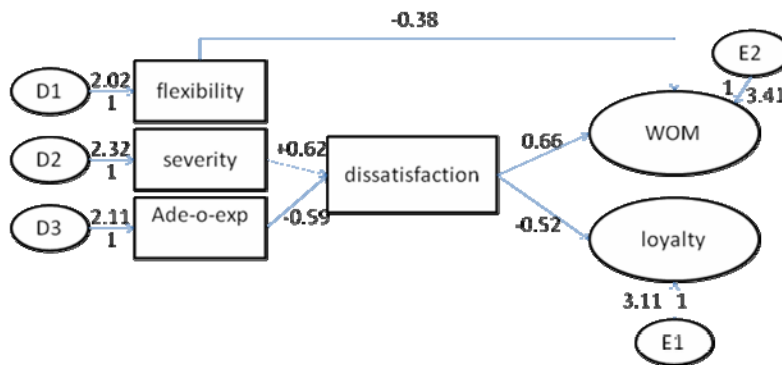 -0.38
E2
D1
2.02
1
flexibility
1
3.41
WOM
D2
2.32
1
severity
+0.62
0.66
dissatisfaction
D3
2.11
1
Ade-o-exp
-0.59
-0.52
loyalty
3.11
1
E1